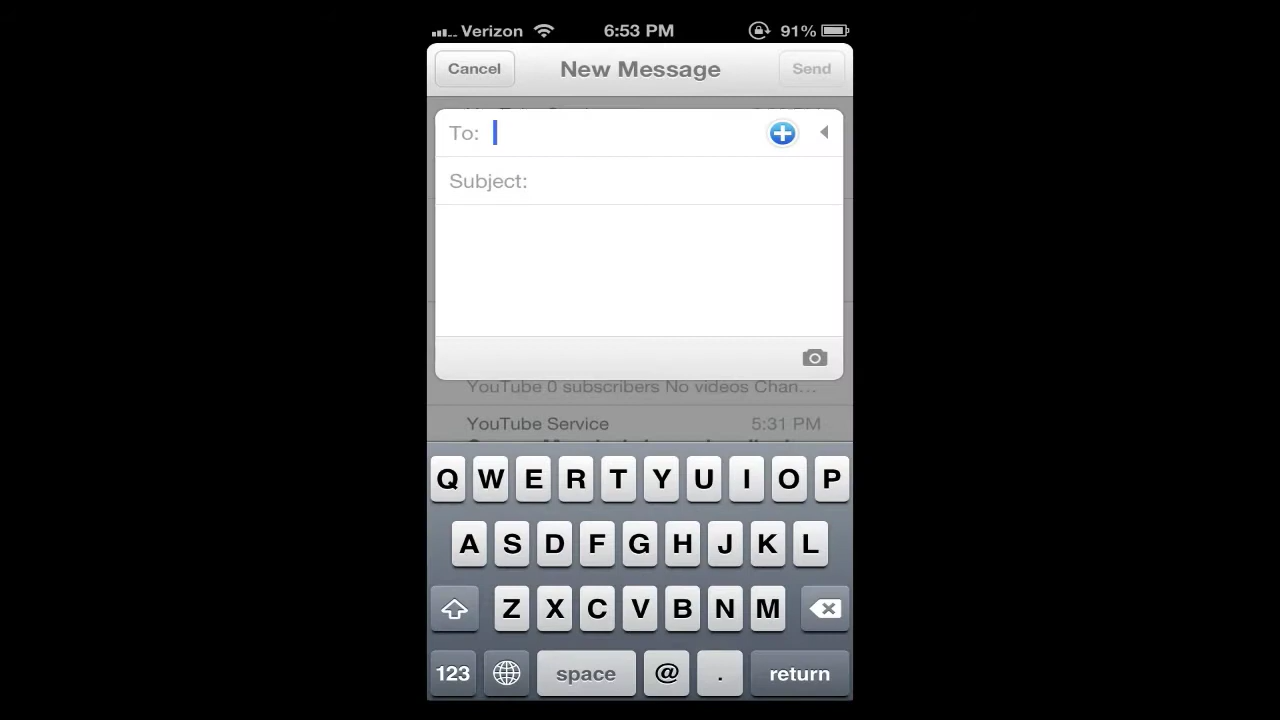 Verizon 6:53 PM 91%
Cancel New Message Send
To:
Subject:
YouTube 0 subscribers No videos Chan...
YouTube Service 5:31 PM
Q W E R T Y U I O P
A S D F G H J K L
Z X C V B N M
123 space @ . return